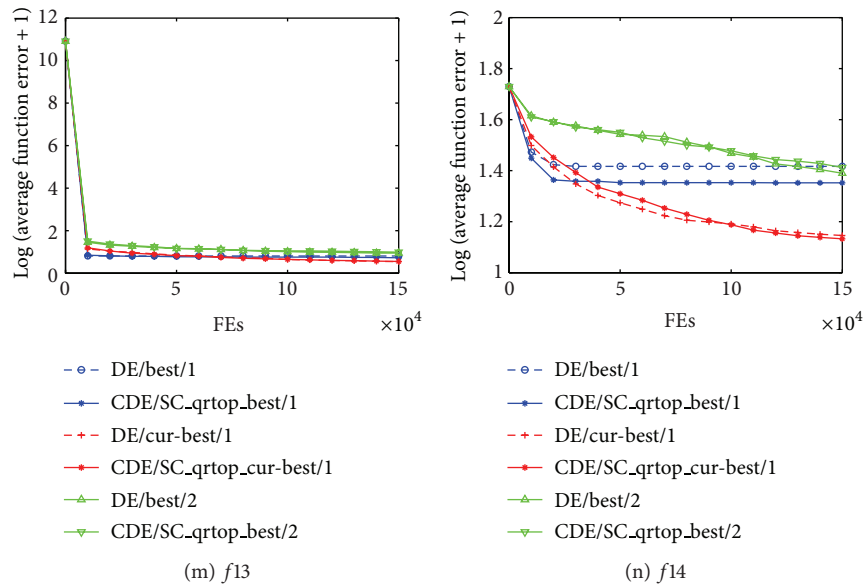 12
10
8
6
4
2
0
Log (average function error + 1)
0
5
10
15
×10⁴
FEs
DE/best/1
CDE/SC_qrtop_best/1
DE/cur-best/1
CDE/SC_qrtop_cur-best/1
DE/best/2
CDE/SC_qrtop_best/2
(m) f13
2
1.8
1.6
1.4
1.2
1
Log (average function error + 1)
0
5
10
15
×10⁴
FEs
DE/best/1
CDE/SC_qrtop_best/1
DE/cur-best/1
CDE/SC_qrtop_cur-best/1
DE/best/2
CDE/SC_qrtop_best/2
(n) f14